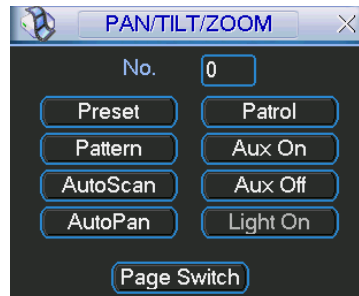 PAN/TILT/ZOOM
No. 0
Preset Patrol
Pattern Aux On
AutoScan Aux Off
AutoPan Light On
Page Switch